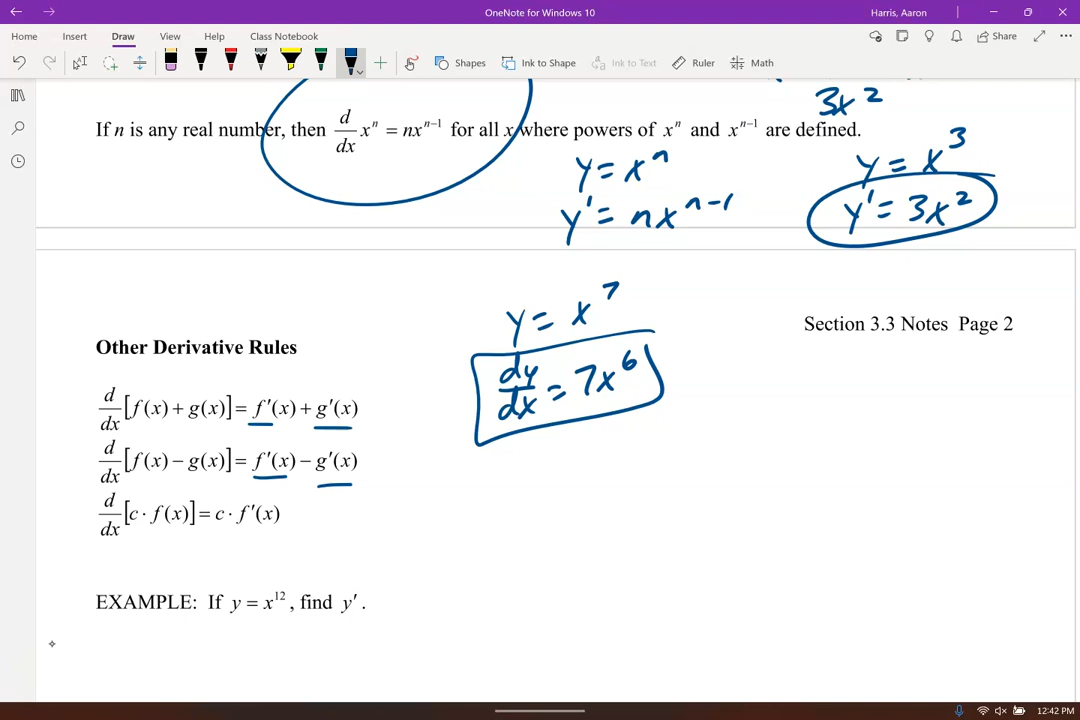 OneNote for Windows 10
Harris, Aaron
Home Insert Draw View Help Class Notebook
Share
Shapes Ink to Shape Ink to Text Ruler Math
3x²
If n is any real number, then d/dx xⁿ = nxⁿ⁻¹ for all x where powers of xⁿ and xⁿ⁻¹ are defined.
y = xⁿ
y' = nxⁿ⁻¹
y = x³
y' = 3x²
y = x⁷
dy/dx = 7x⁶
Section 3.3 Notes Page 2
Other Derivative Rules
d/dx [f(x) + g(x)] = f'(x) + g'(x)
d/dx [f(x) − g(x)] = f'(x) − g'(x)
d/dx [c · f(x)] = c · f'(x)
EXAMPLE: If y = x¹², find y′.
12:42 PM